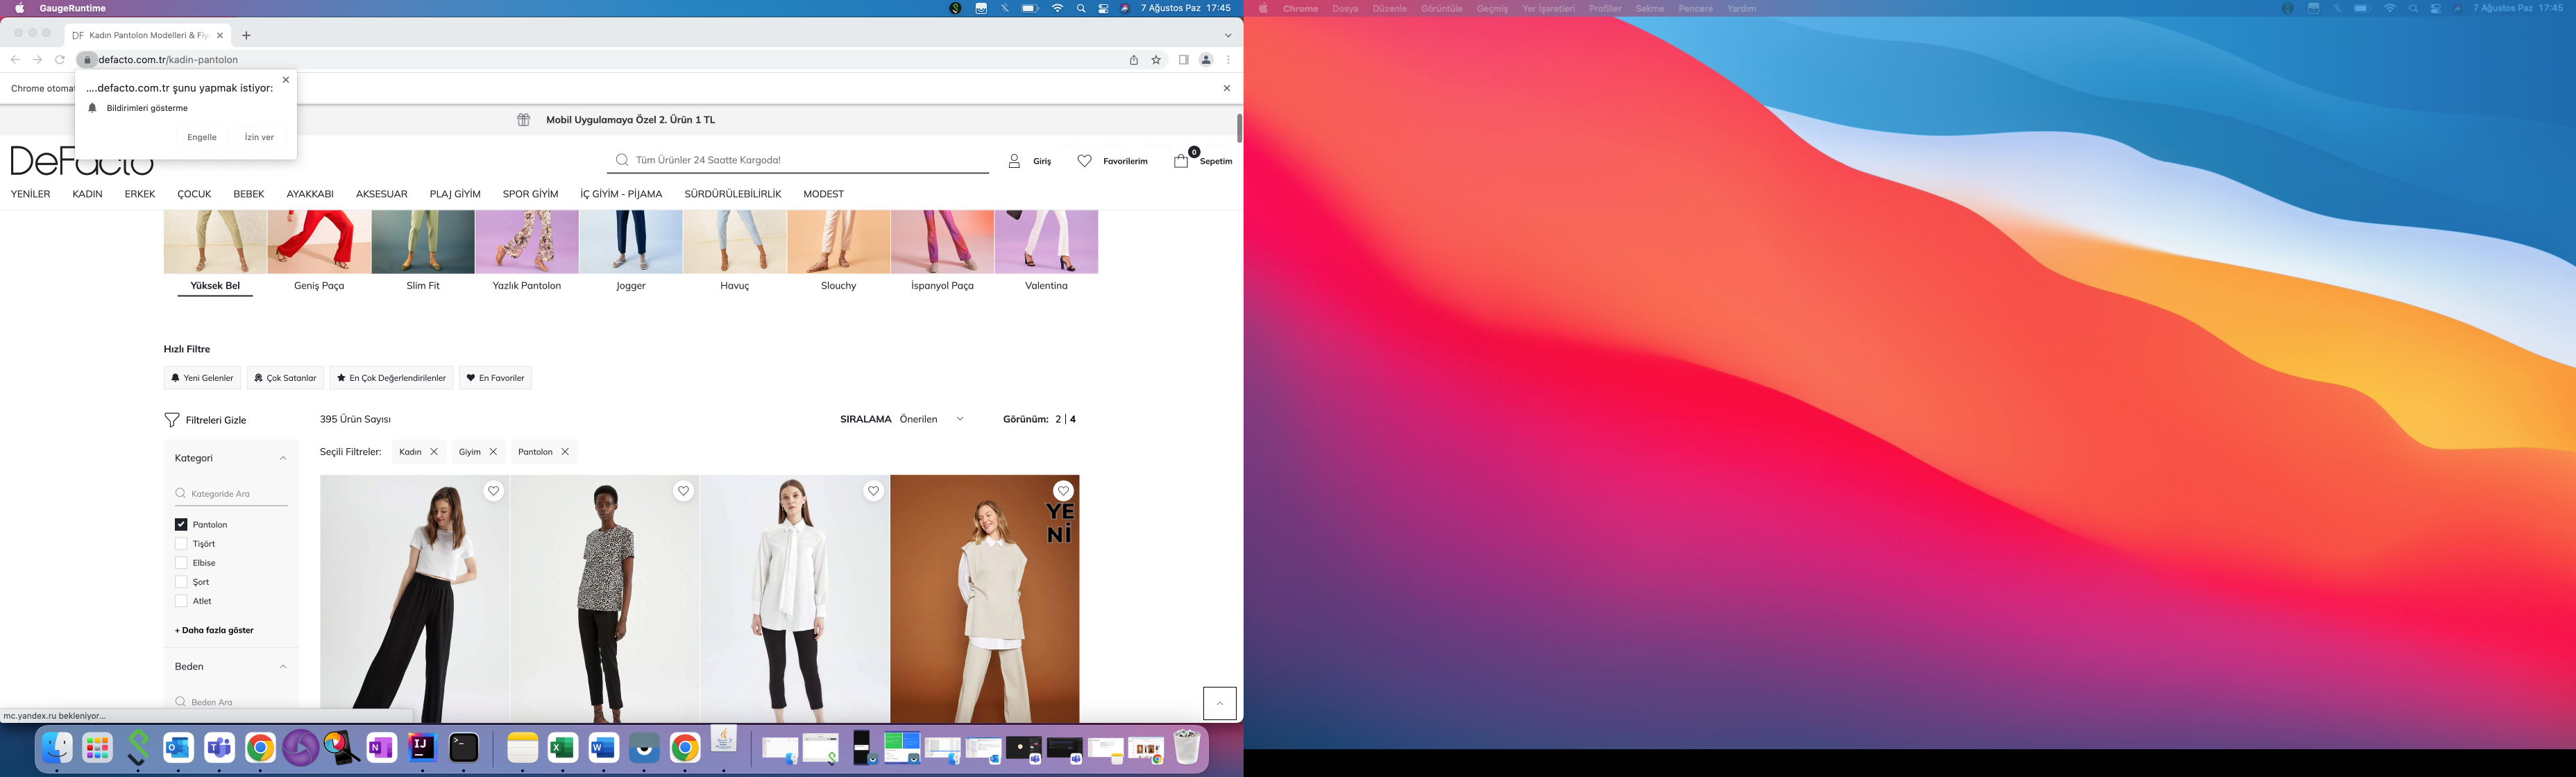 GaugeRuntime
7 Ağustos Paz 17:45
Chrome Dosya Düzenle Görüntüle Geçmiş Yer İşaretleri Profiller Sekme Pencere Yardım
7 Ağustos Paz 17:45
DF Kadın Pantolon Modelleri & Fiy
defacto.com.tr/kadin-pantolon
Chrome otomat
....defacto.com.tr şunu yapmak istiyor:
Bildirimleri gösterme
Engelle İzin ver
Mobil Uygulamaya Özel 2. Ürün 1 TL
DeFacto
Tüm Ürünler 24 Saatte Kargoda!
Giriş Favorilerim 0 Sepetim
YENİLER KADIN ERKEK ÇOCUK BEBEK AYAKKABI AKSESUAR PLAJ GİYİM SPOR GİYİM İÇ GİYİM - PİJAMA SÜRDÜRÜLEBİLİRLİK MODEST
Yüksek Bel Geniş Paça Slim Fit Yazlık Pantolon Jogger Havuç Slouchy İspanyol Paça Valentina
Hızlı Filtre
Yeni Gelenler Çok Satanlar En Çok Değerlendirilenler En Favoriler
Filtreleri Gizle 395 Ürün Sayısı SIRALAMA Önerilen Görünüm: 2 | 4
Seçili Filtreler: Kadın Giyim Pantolon
Kategori
Kategoride Ara
Pantolon
Tişört
Elbise
Şort
Atlet
+ Daha fazla göster
Beden
Beden Ara
YE
Nİ
mc.yandex.ru bekleniyor...